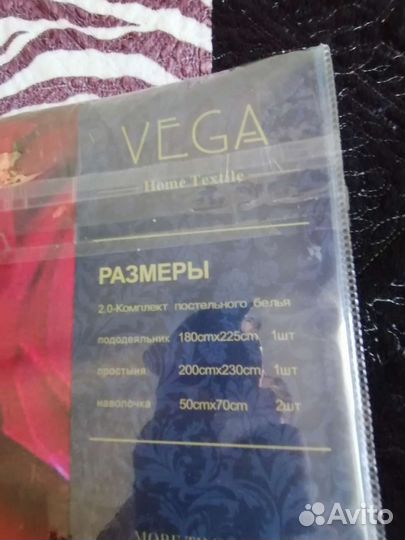 VEGA
Home Textile
РАЗМЕРЫ
2.0-Комплект постельного белья
пододеяльник 180cmx225cm 1шт
простыня 200cmx230cm 1шт
наволочка 50cmx70cm 2шт
MORE
Avito